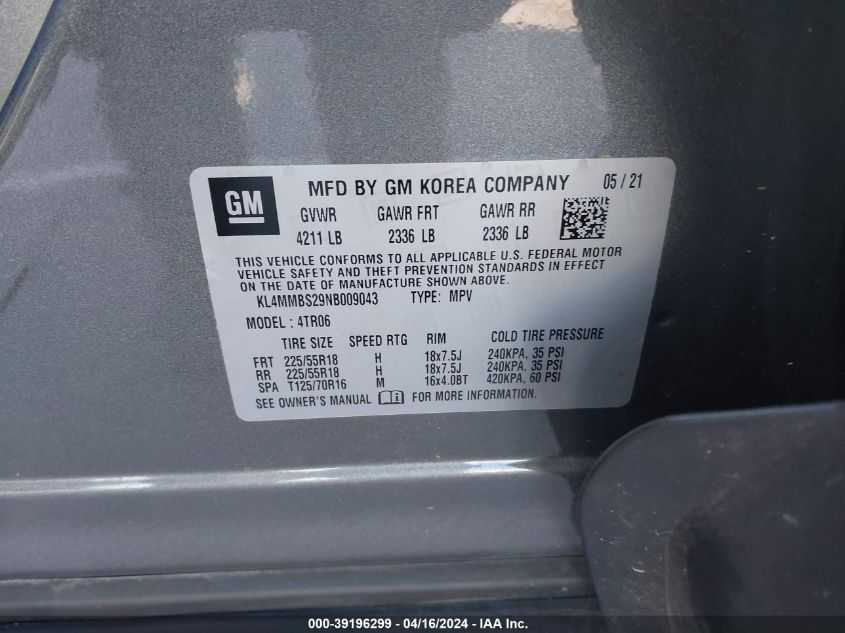 GM
MFD BY GM KOREA COMPANY 05 / 21
GVWR GAWR FRT GAWR RR
4211 LB 2336 LB 2336 LB
THIS VEHICLE CONFORMS TO ALL APPLICABLE U.S. FEDERAL MOTOR
VEHICLE SAFETY AND THEFT PREVENTION STANDARDS IN EFFECT
ON THE DATE OF MANUFACTURE SHOWN ABOVE.
KL4MMBS29NB009043 TYPE: MPV
MODEL : 4TR06
TIRE SIZE SPEED RTG RIM COLD TIRE PRESSURE
FRT 225/55R18 H 18x7.5J 240KPA, 35 PSI
RR 225/55R18 H 18x7.5J 240KPA, 35 PSI
SPA T125/70R16 M 16x4.0BT 420KPA, 60 PSI
SEE OWNER'S MANUAL i FOR MORE INFORMATION.
000-39196299 - 04/16/2024 - IAA Inc.